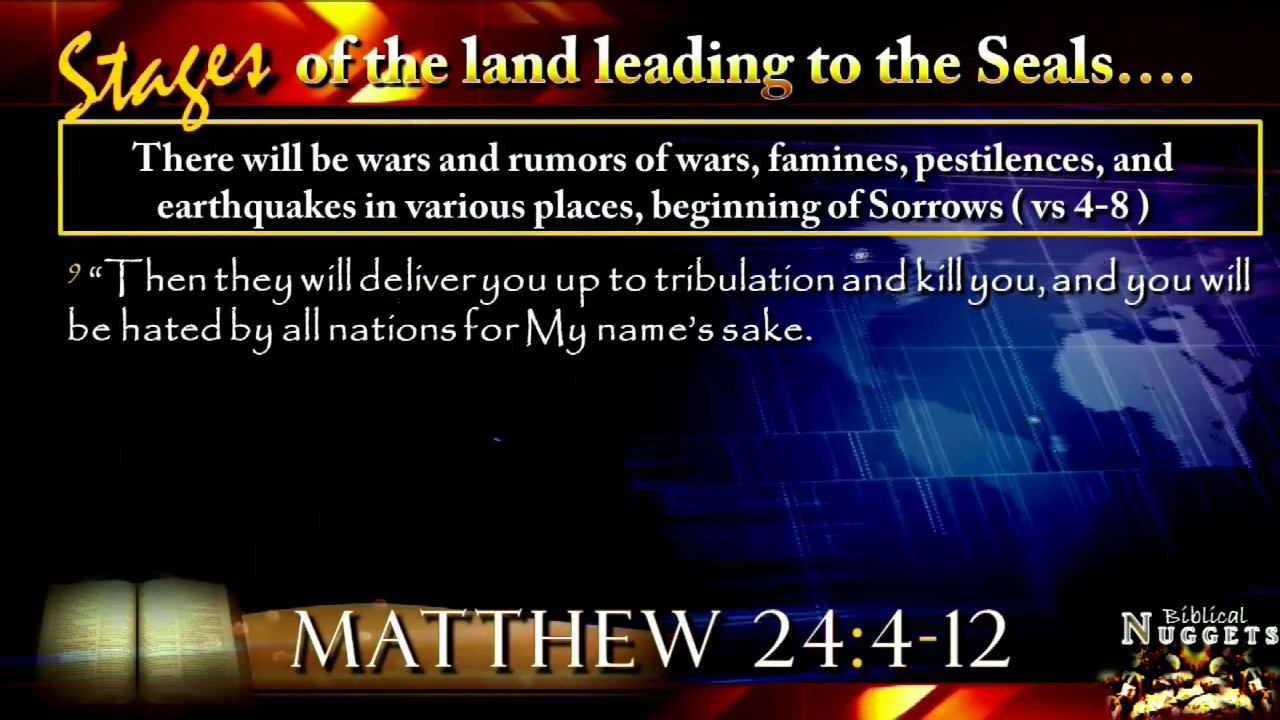 Stages of the land leading to the Seals....
There will be wars and rumors of wars, famines, pestilences, and
earthquakes in various places, beginning of Sorrows ( vs 4-8 )
9 “Then they will deliver you up to tribulation and kill you, and you will
be hated by all nations for My name’s sake.
MATTHEW 24:4-12
Biblical
NUGGETS